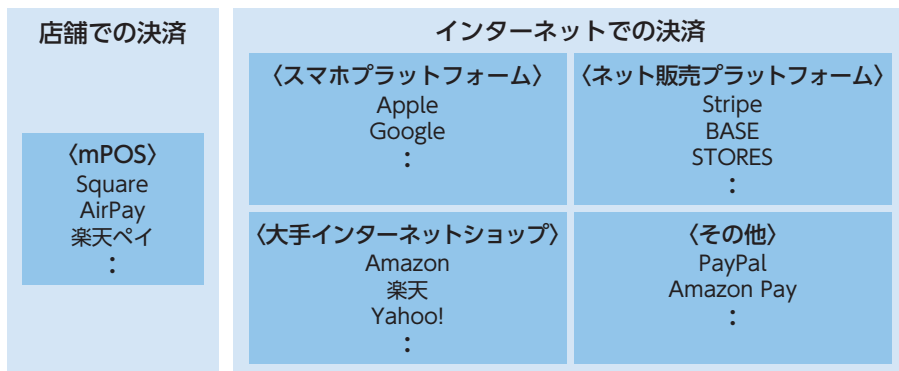 店舗での決済
〈mPOS〉
Square
AirPay
楽天ペイ
：
インターネットでの決済
〈スマホプラットフォーム〉
Apple
Google
：
〈ネット販売プラットフォーム〉
Stripe
BASE
STORES
：
〈大手インターネットショップ〉
Amazon
楽天
Yahoo!
：
〈その他〉
PayPal
Amazon Pay
：